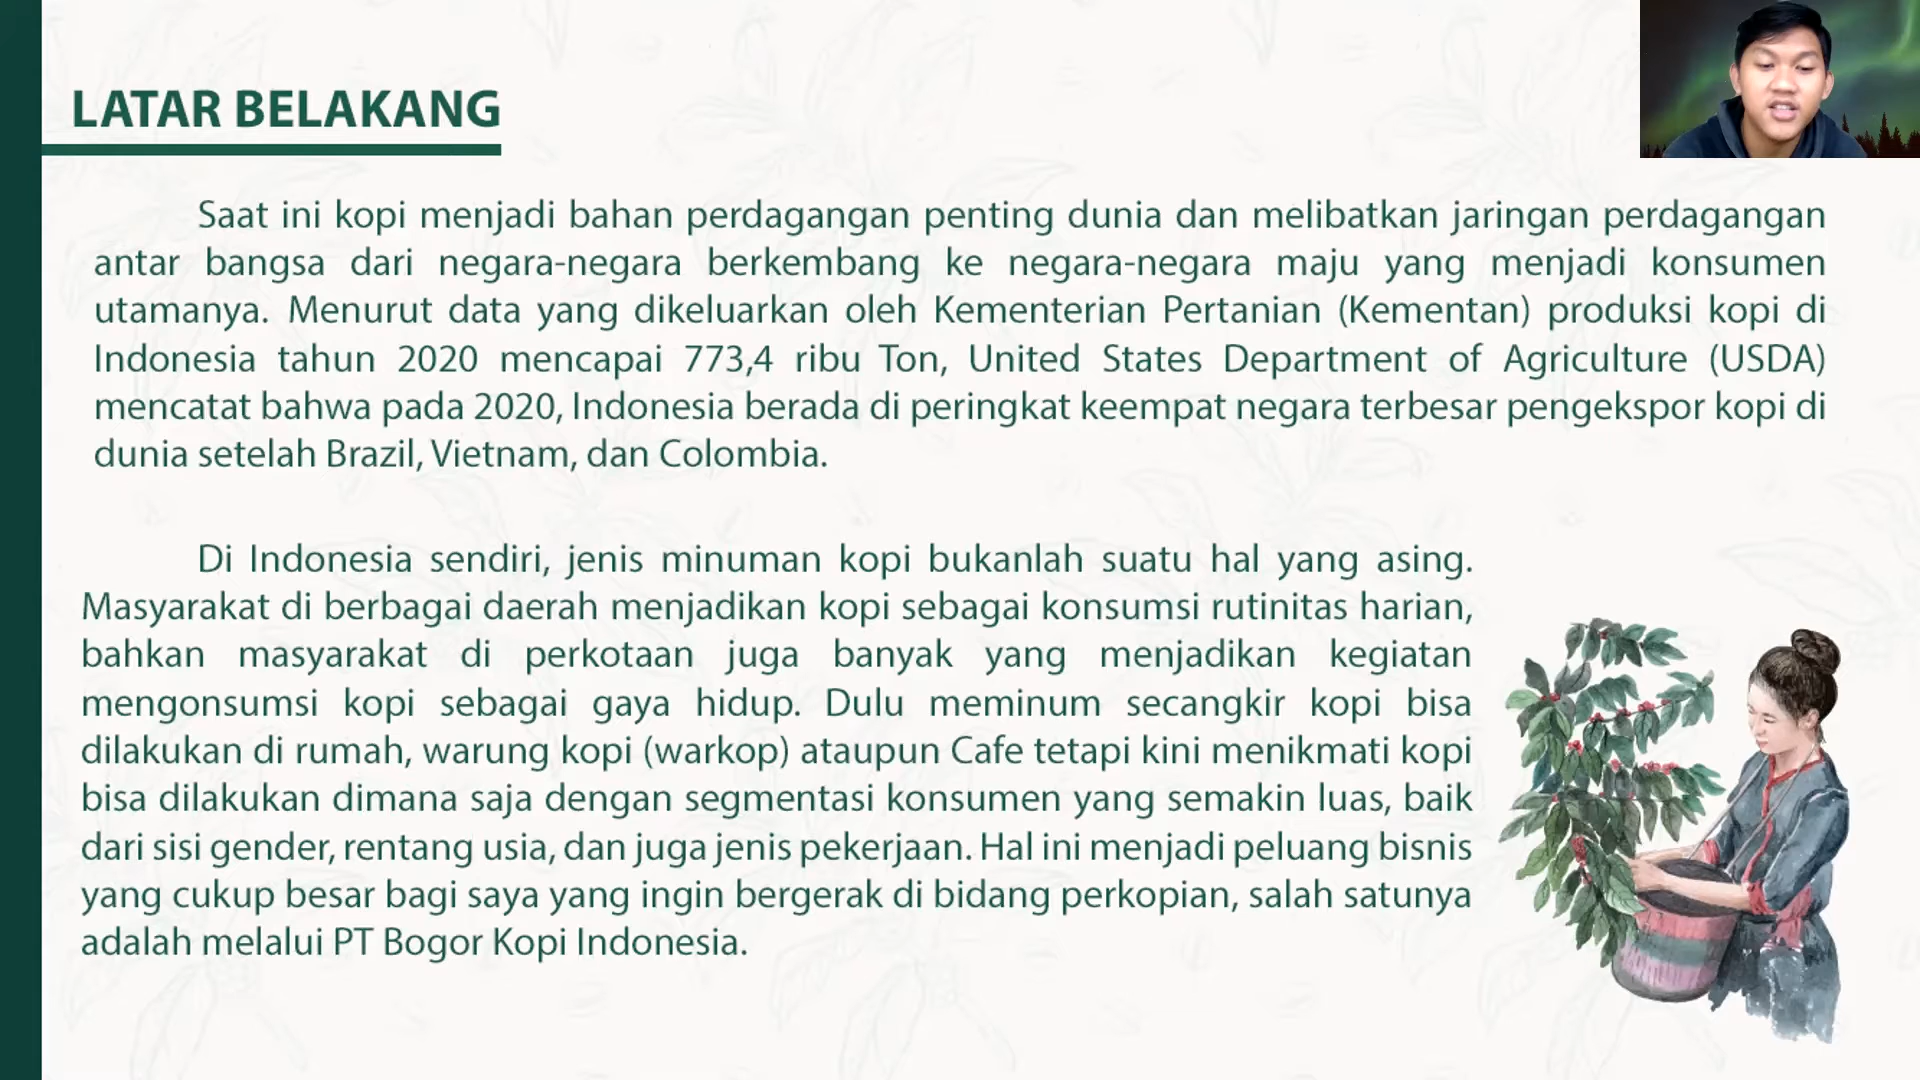 LATAR BELAKANG
Saat ini kopi menjadi bahan perdagangan penting dunia dan melibatkan jaringan perdagangan
antar bangsa dari negara-negara berkembang ke negara-negara maju yang menjadi konsumen
utamanya. Menurut data yang dikeluarkan oleh Kementerian Pertanian (Kementan) produksi kopi di
Indonesia tahun 2020 mencapai 773,4 ribu Ton, United States Department of Agriculture (USDA)
mencatat bahwa pada 2020, Indonesia berada di peringkat keempat negara terbesar pengekspor kopi di
dunia setelah Brazil, Vietnam, dan Colombia.
Di Indonesia sendiri, jenis minuman kopi bukanlah suatu hal yang asing.
Masyarakat di berbagai daerah menjadikan kopi sebagai konsumsi rutinitas harian,
bahkan masyarakat di perkotaan juga banyak yang menjadikan kegiatan
mengonsumsi kopi sebagai gaya hidup. Dulu meminum secangkir kopi bisa
dilakukan di rumah, warung kopi (warkop) ataupun Cafe tetapi kini menikmati kopi
bisa dilakukan dimana saja dengan segmentasi konsumen yang semakin luas, baik
dari sisi gender, rentang usia, dan juga jenis pekerjaan. Hal ini menjadi peluang bisnis
yang cukup besar bagi saya yang ingin bergerak di bidang perkopian, salah satunya
adalah melalui PT Bogor Kopi Indonesia.